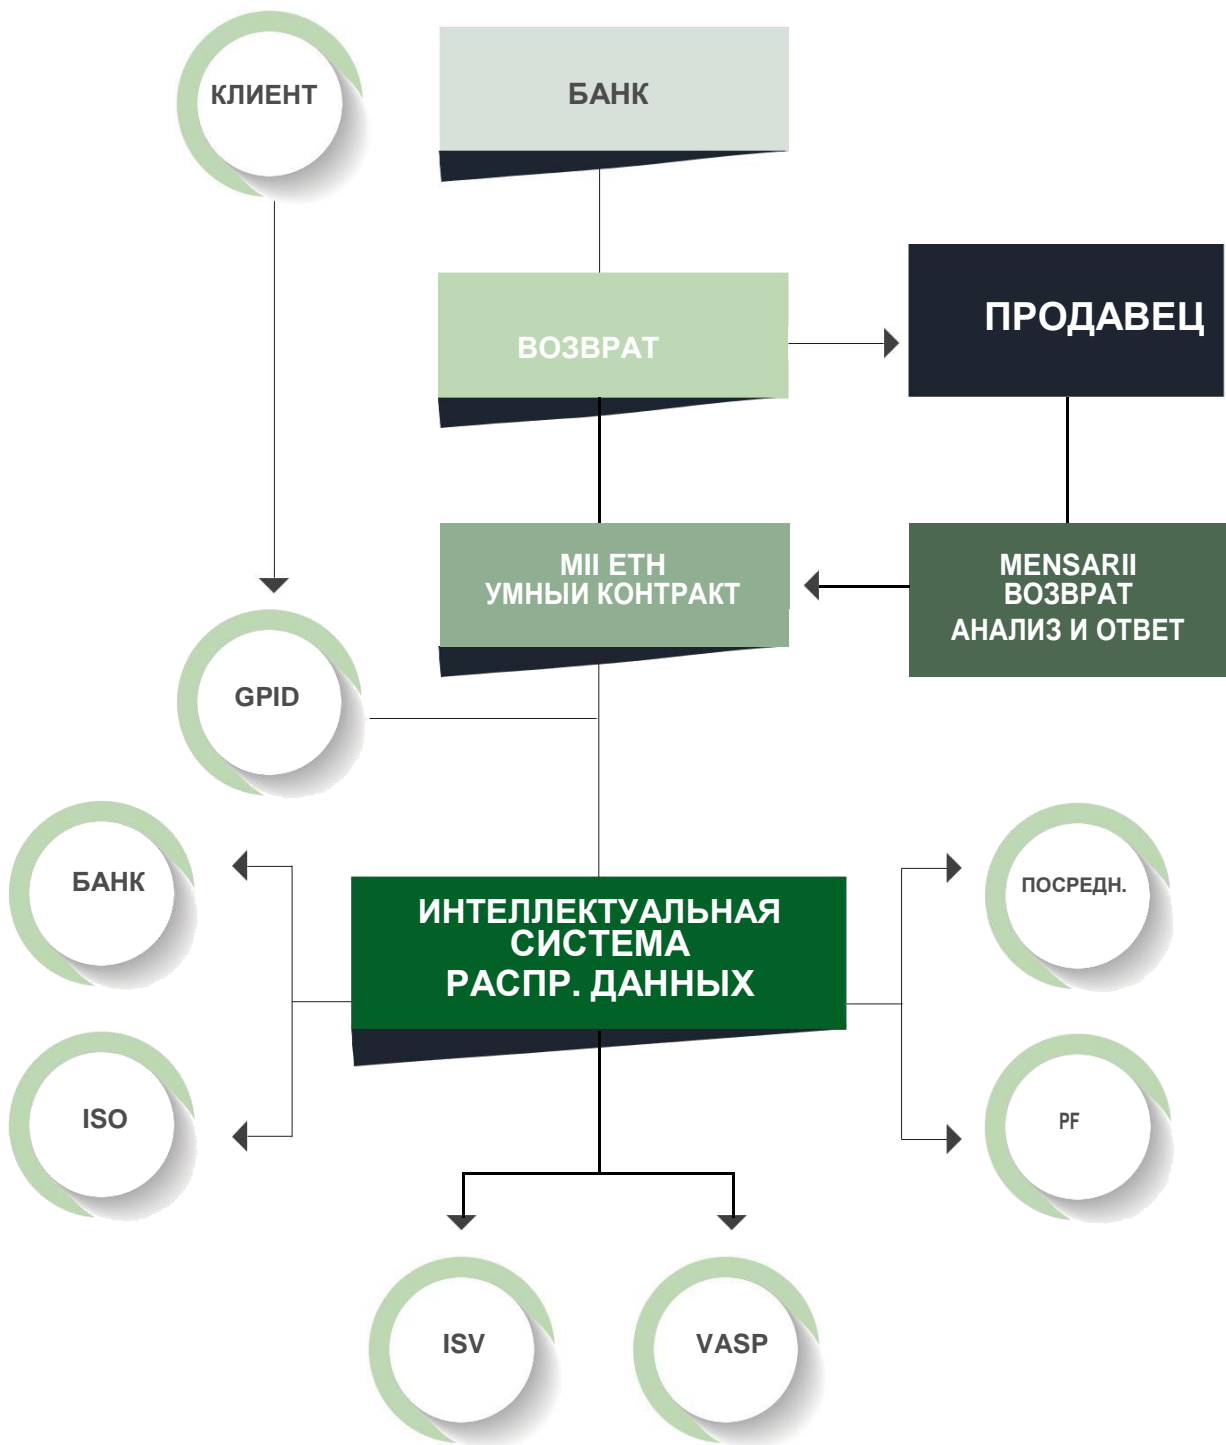 КЛИЕНТ
БАНК
ВОЗВРАТ
ПРОДАВЕЦ
MII ETH
УМНЫИ КОНТРАКТ
MENSARII
ВОЗВРАТ
АНАЛИЗ И ОТВЕТ
GPID
БАНК
ИНТЕЛЛЕКТУАЛЬНАЯ
СИСТЕМА
РАСПР. ДАННЫХ
ПОСРЕДН.
ISO
PF
ISV
VASP